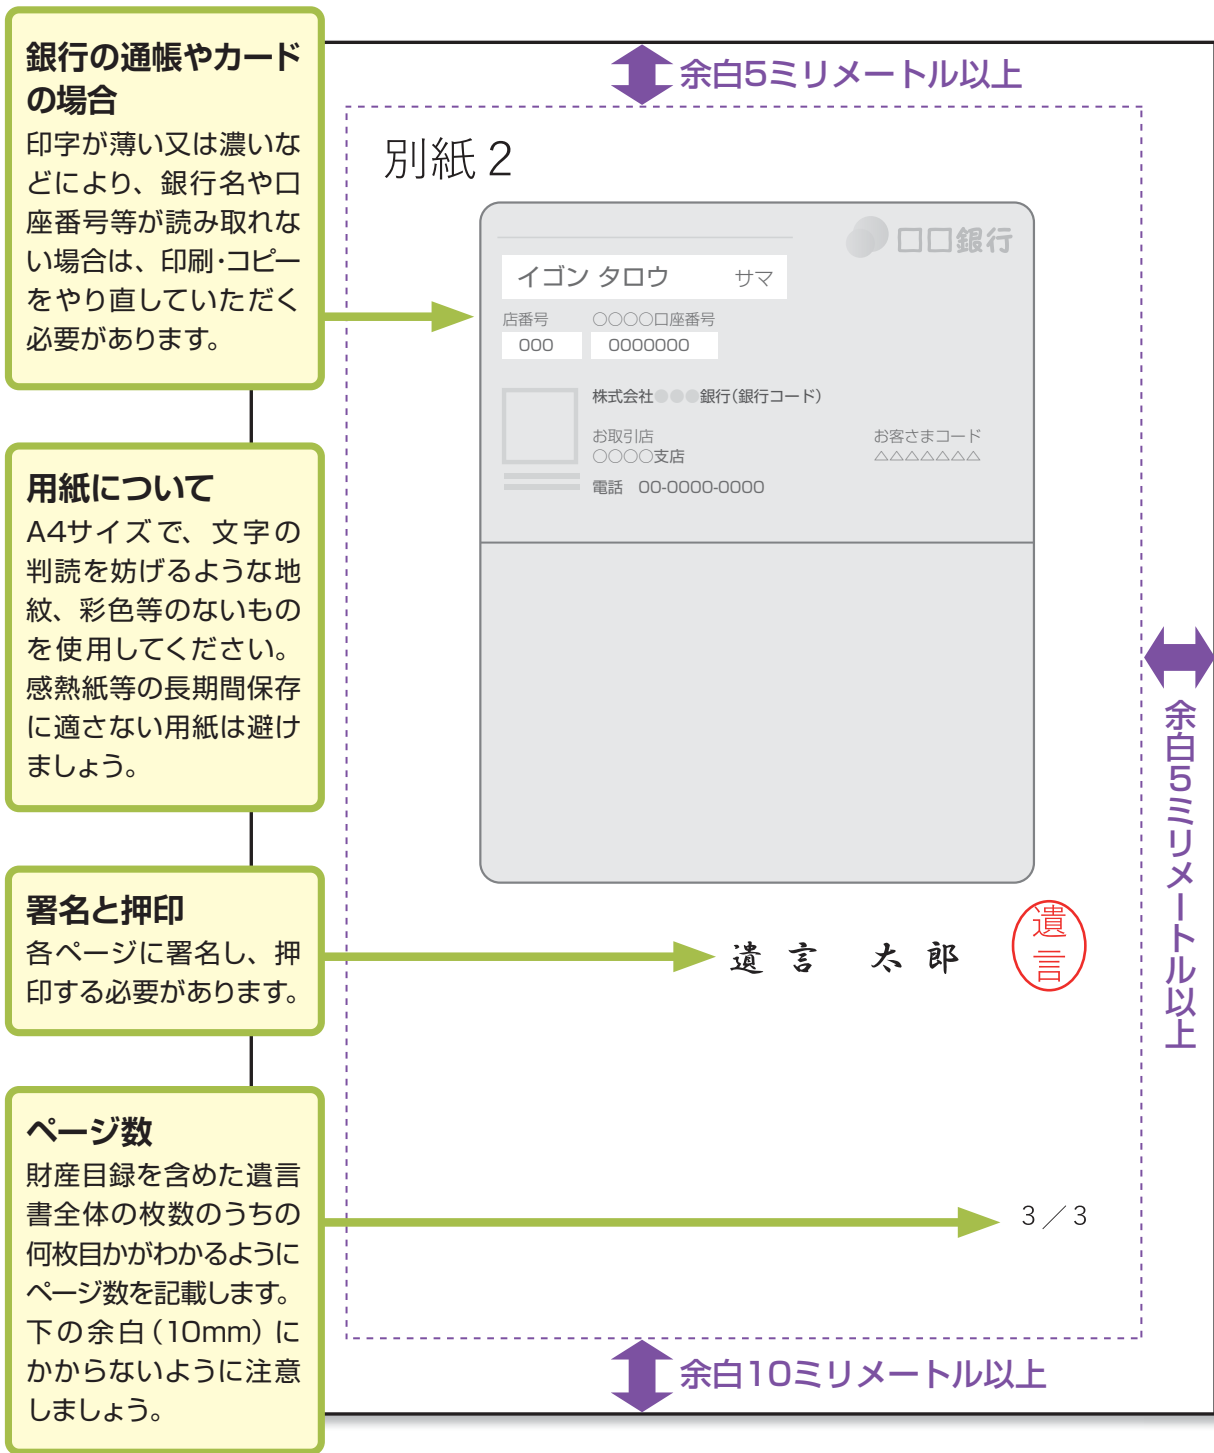 銀行の通帳やカード
の場合
印字が薄い又は濃いな
どにより、銀行名や口
座番号等が読み取れな
い場合は、印刷・コピー
をやり直していただく
必要があります。
用紙について
A4サイズで、文字の
判読を妨げるような地
紋、彩色等のないもの
を使用してください。
感熱紙等の長期間保存
に適さない用紙は避け
ましょう。
署名と押印
各ページに署名し、押
印する必要があります。
ページ数
財産目録を含めた遺言
書全体の枚数のうちの
何枚目かがわかるように
ページ数を記載します。
下の余白(10mm)に
かからないように注意
しましょう。
余白5ミリメートル以上
別紙2
□□銀行
イゴン タロウ サマ
店番号 ○○○○口座番号
000 0000000
株式会社●●●銀行(銀行コード)
お取引店 お客さまコード
○○○○支店 △△△△△△△
電話 00-0000-0000
遺言 太郎
遺言
3/3
余白5ミリメートル以上
余白10ミリメートル以上